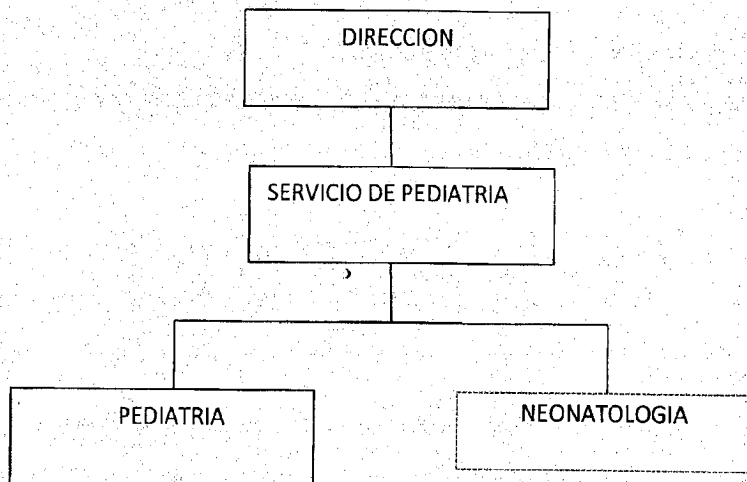 DIRECCION
SERVICIO DE PEDIATRIA
PEDIATRIA
NEONATOLOGIA